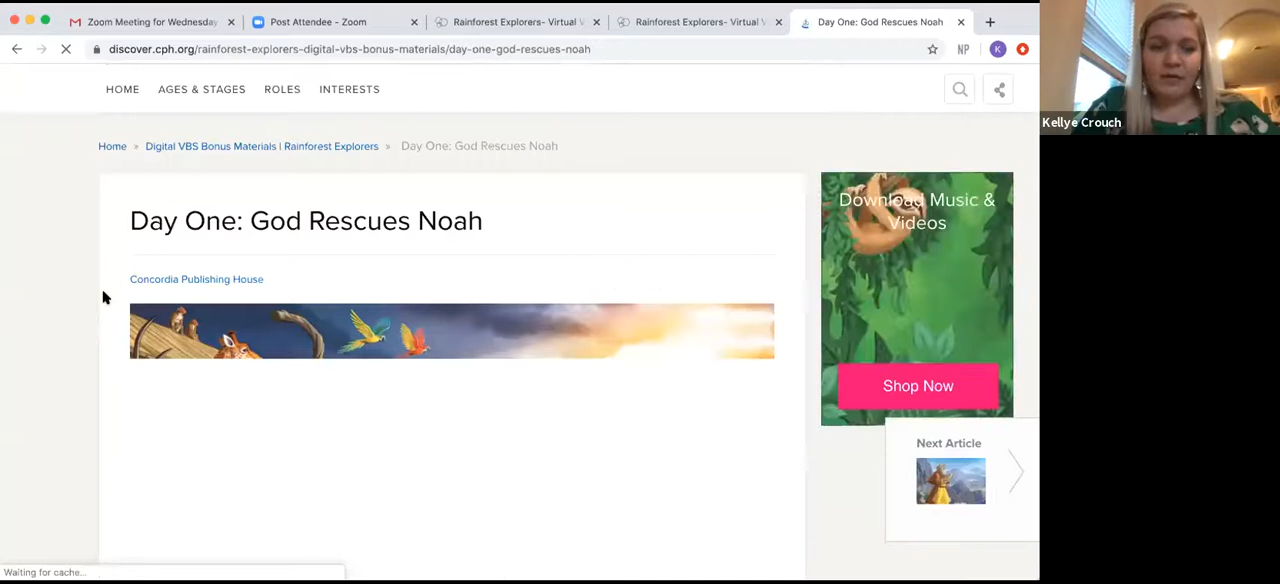 Zoom Meeting for Wednesday
Post Attendee - Zoom
Rainforest Explorers- Virtual V
Rainforest Explorers- Virtual V
Day One: God Rescues Noah
discover.cph.org/rainforest-explorers-digital-vbs-bonus-materials/day-one-god-rescues-noah
NP
K
HOME AGES & STAGES ROLES INTERESTS
Kellye Crouch
Home » Digital VBS Bonus Materials | Rainforest Explorers » Day One: God Rescues Noah
Download Music &
Videos
Day One: God Rescues Noah
Concordia Publishing House
Shop Now
Next Article
Waiting for cache...